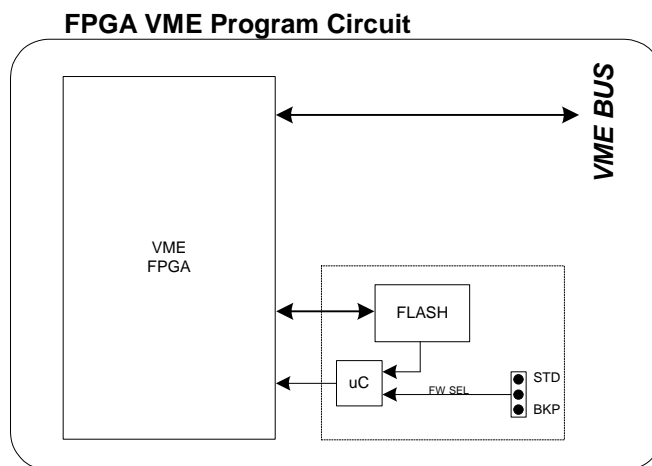 FPGA VME Program Circuit
VME BUS
VME
FPGA
FLASH
uC
FW SEL
STD
BKP